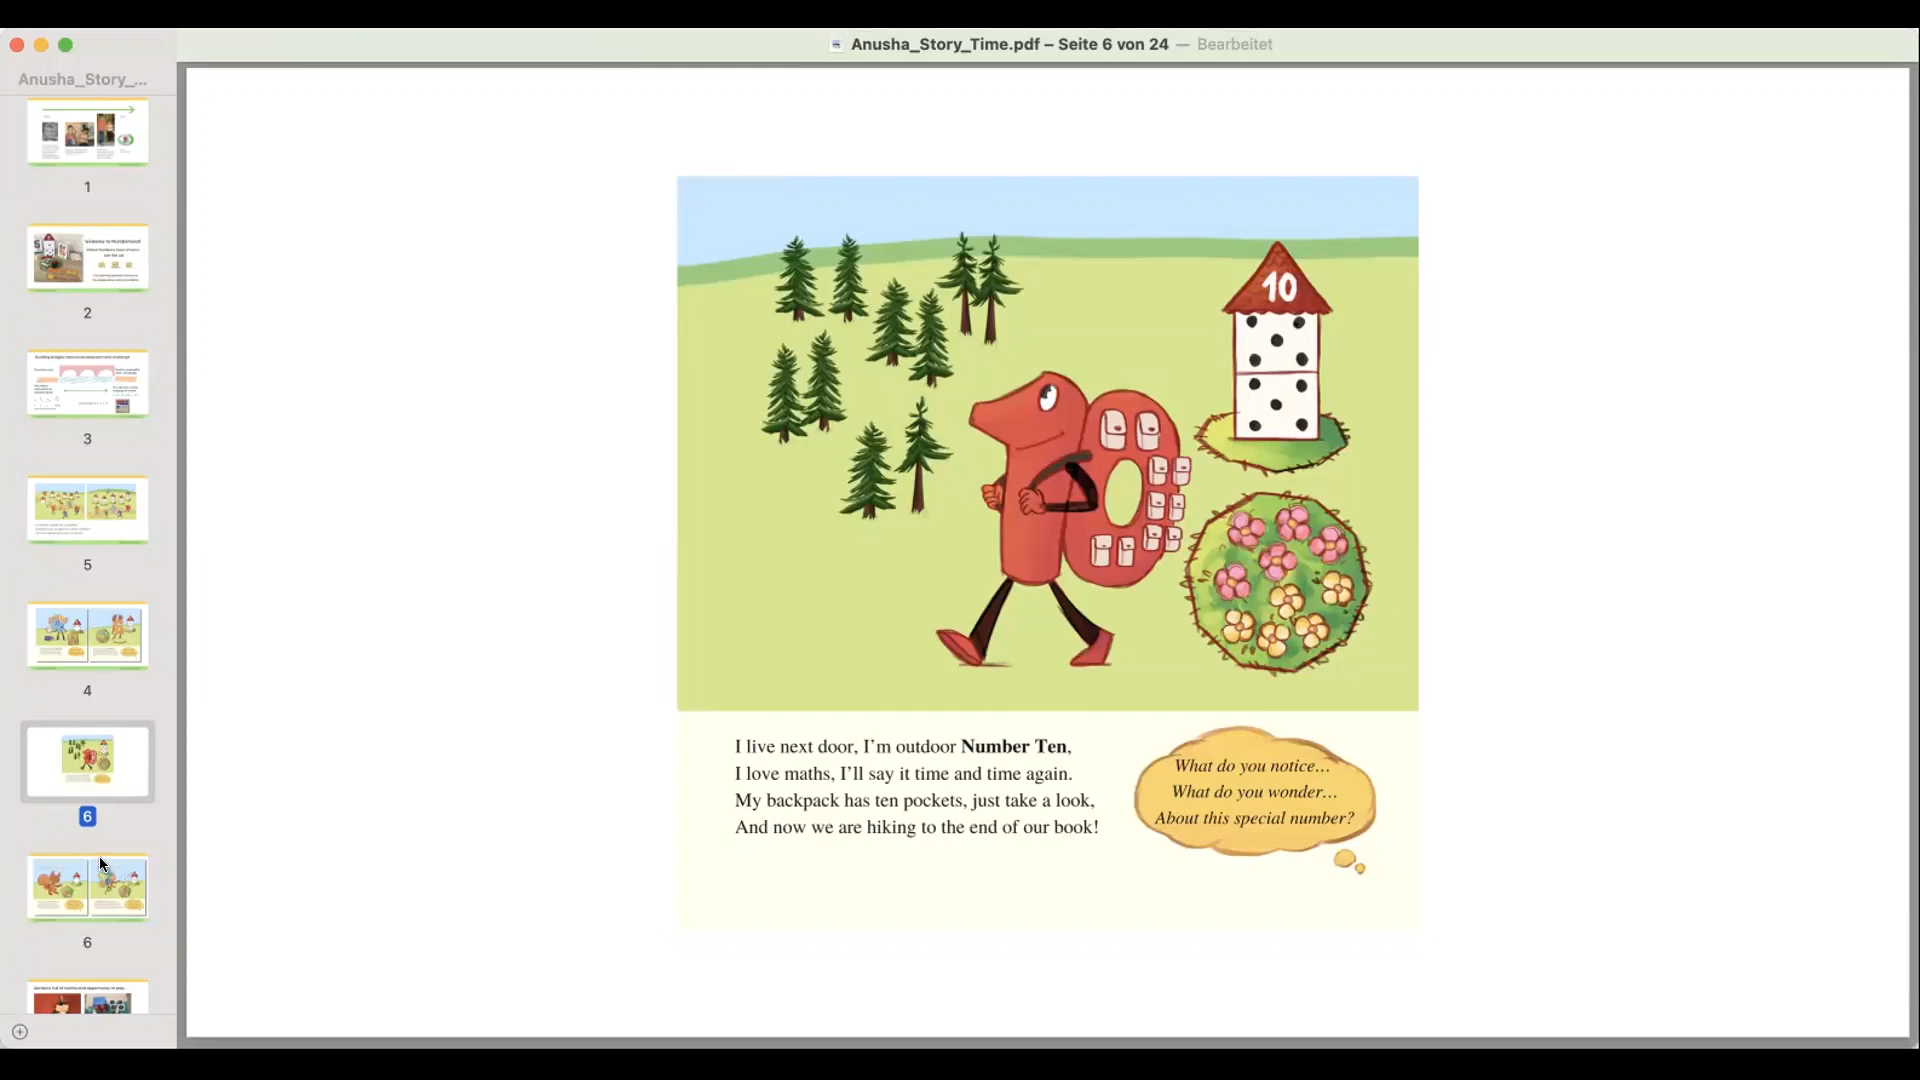 Anusha_Story_Time.pdf – Seite 6 von 24 — Bearbeitet
Anusha_Story_...
1
2
3
5
4
6
6
10
I live next door, I’m outdoor Number Ten,
I love maths, I’ll say it time and time again.
My backpack has ten pockets, just take a look,
And now we are hiking to the end of our book!
What do you notice...
What do you wonder...
About this special number?